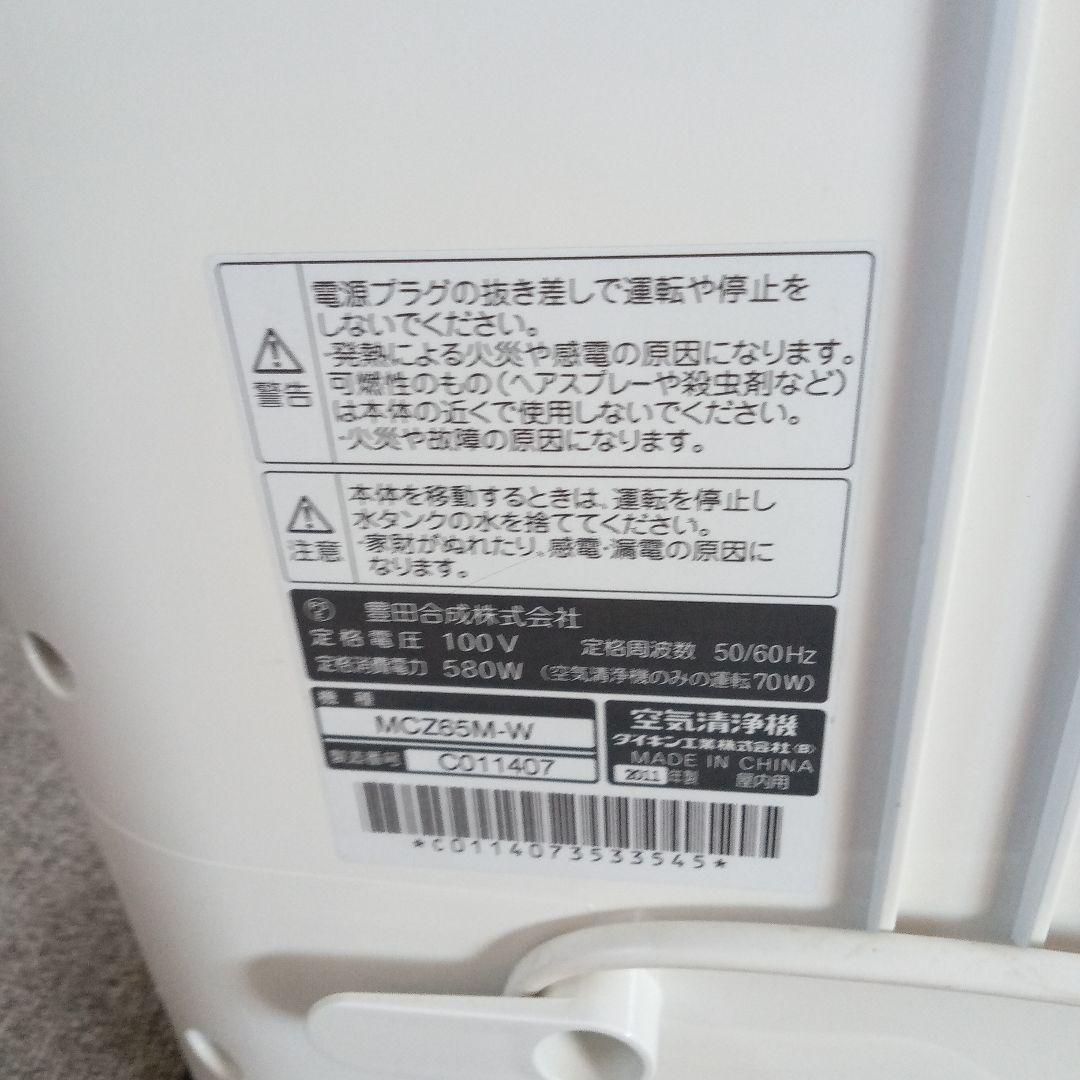 警告
電源プラグの抜き差しで運転や停止を
しないでください。
・発熱による火災や感電の原因になります。
可燃性のもの(ヘアスプレーや殺虫剤など)
は本体の近くで使用しないでください。
・火災や故障の原因になります。
注意
本体を移動するときは、運転を停止し
水タンクの水を捨ててください。
・家財がぬれたり、感電・漏電の原因に
なります。
豊田合成株式会社
定格電圧 100V 定格周波数 50/60Hz
定格消費電力 580W (空気清浄機のみの運転70W)
機種
MCZ65M-W
製造番号 C011407
空気清浄機
ダイキン工業株式会社
MADE IN CHINA
2011年製 屋内用
*C0114073533545*